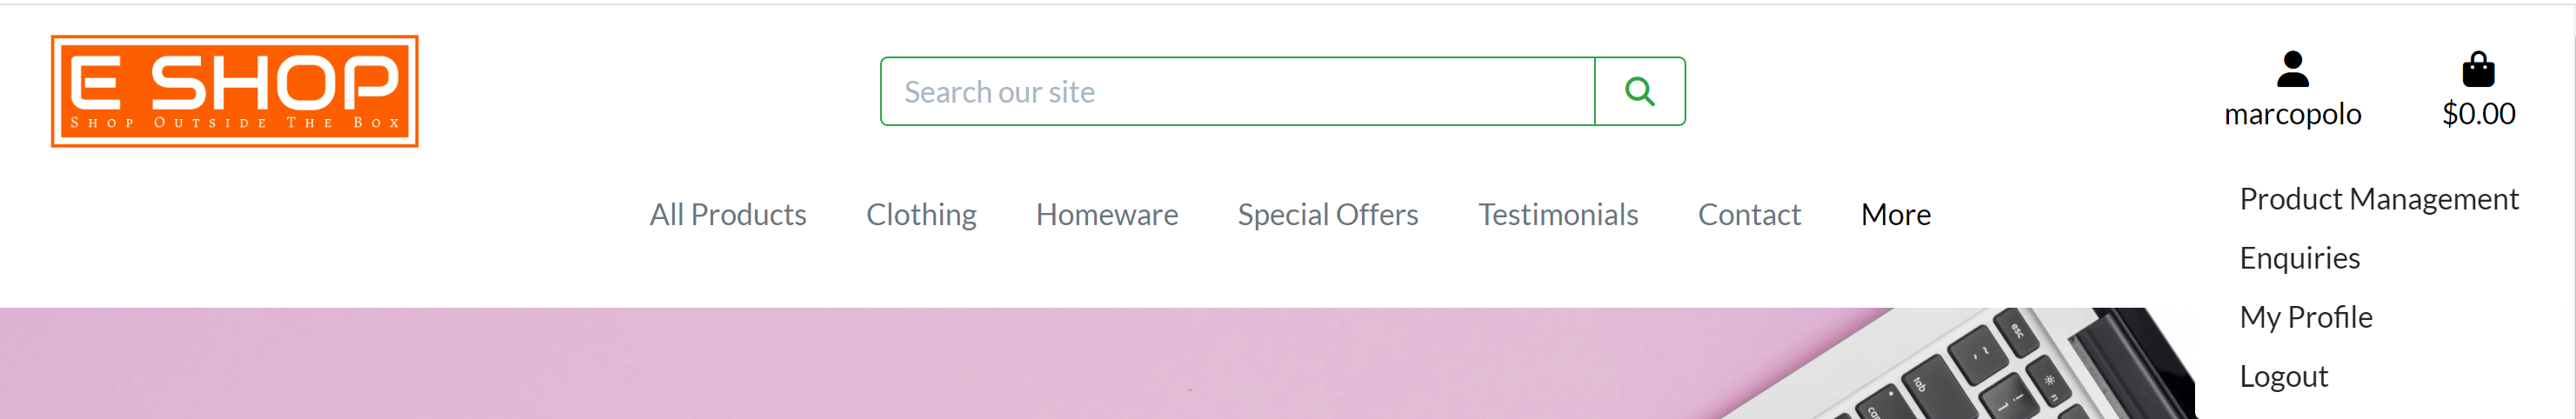 E SHOP
Shop Outside The Box
Search our site
marcopolo
$0.00
All Products
Clothing
Homeware
Special Offers
Testimonials
Contact
More
Product Management
Enquiries
My Profile
Logout
esc
tab